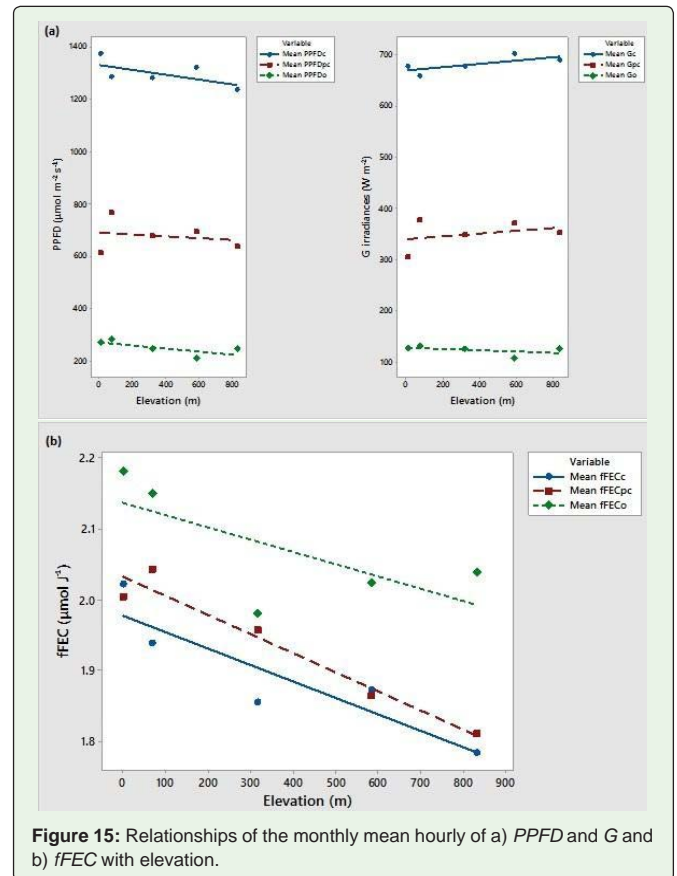 (a)
Variable
Mean PPFDc
Mean PPFDpc
Mean PPFDo
PPFD (µmol m⁻² s⁻¹)
1400
1200
1000
800
600
400
200
0 200 400 600 800
Elevation (m)
Variable
Mean Gc
Mean Gpc
Mean Go
G irradiances (W m⁻²)
700
600
500
400
300
200
100
0 200 400 600 800
Elevation (m)
(b)
Variable
Mean fFECc
Mean fFECpc
Mean fFECo
fFEC (µmol J⁻¹)
2.2
2.1
2.0
1.9
1.8
0 100 200 300 400 500 600 700 800 900
Elevation (m)
Figure 15: Relationships of the monthly mean hourly of a) PPFD and G and
b) fFEC with elevation.